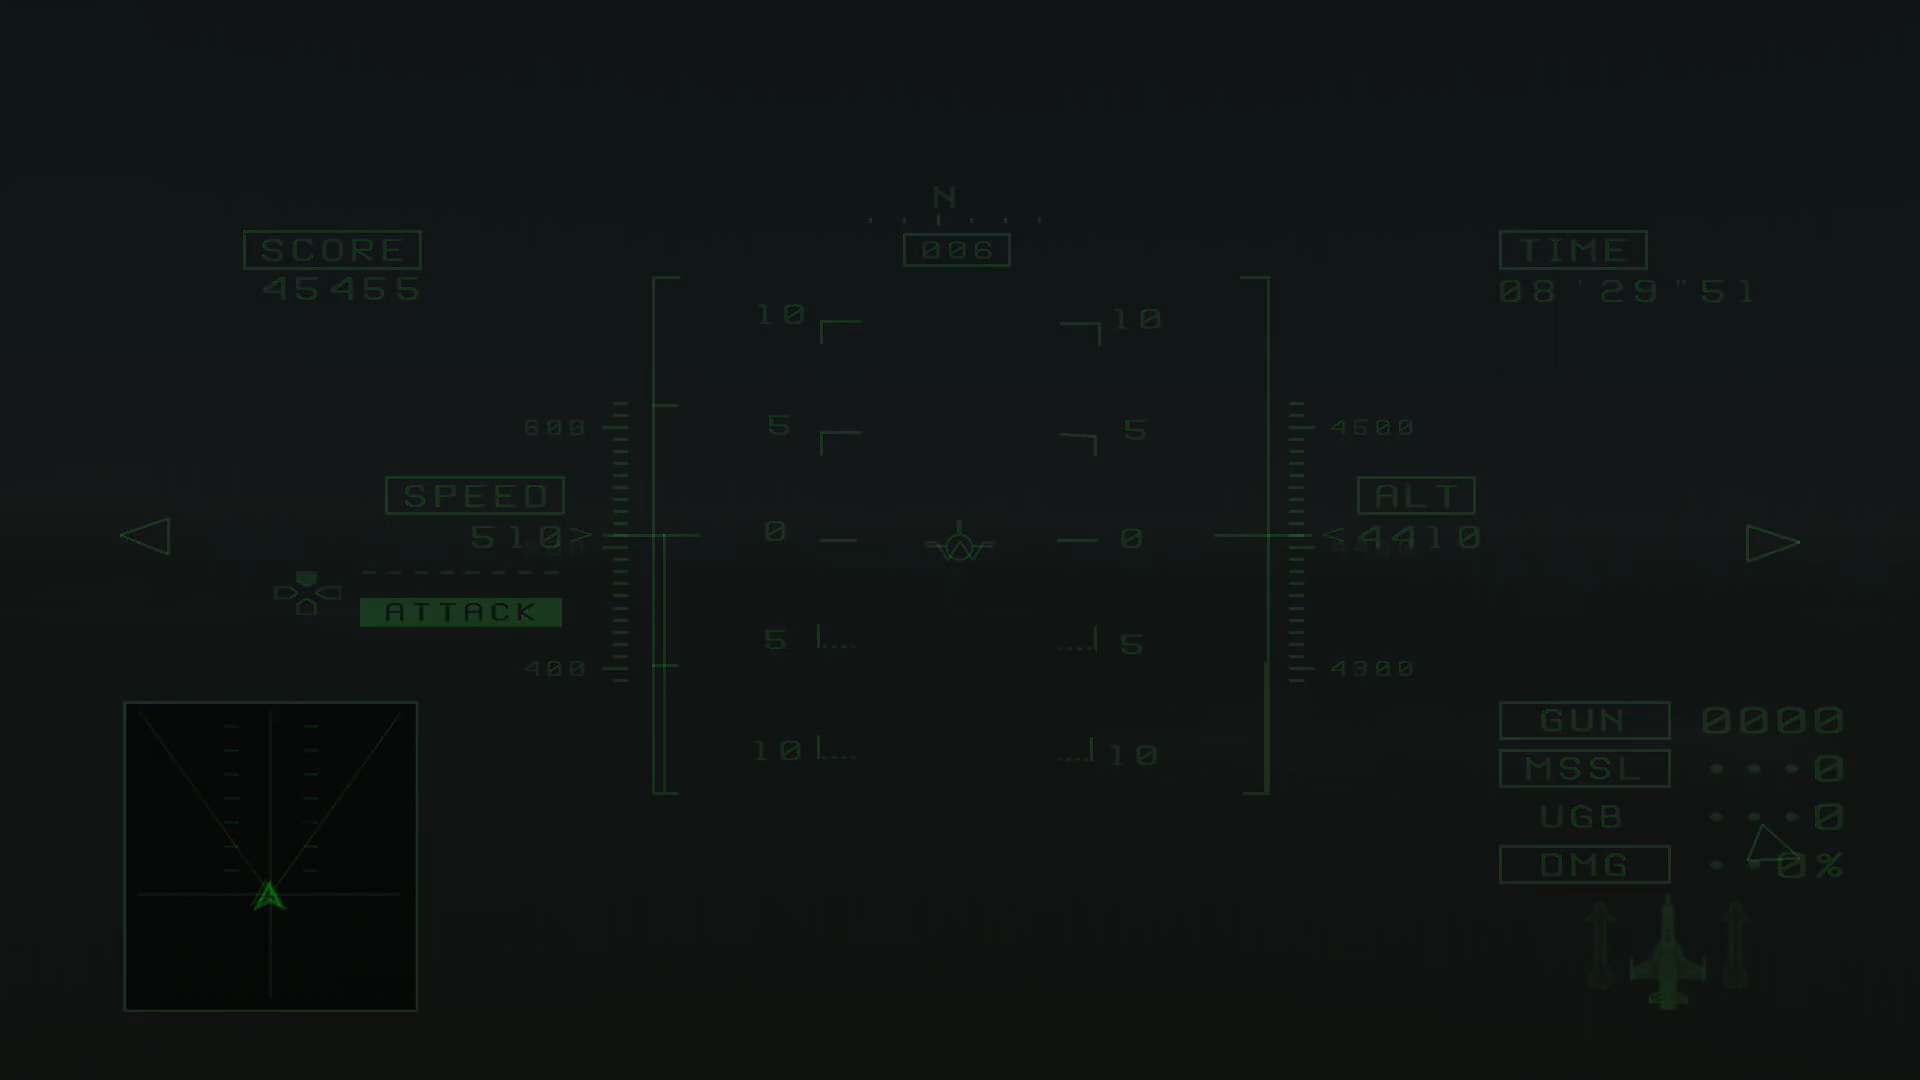 N
006
SCORE
45455
TIME
08'29"51
10 10
5 5
600
4500
SPEED
510>
ALT
<4410
0 0
ATTACK
5 5
400
4300
10 10
GUN 0000
MSSL 0
UGB 0
DMG 0%